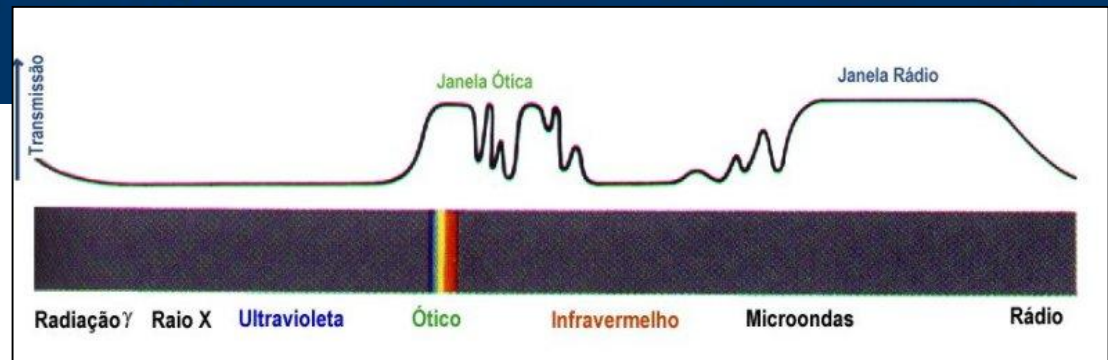 Transmissão
Janela Ótica
Janela Rádio
Radiação γ Raio X Ultravioleta Ótico Infravermelho Microondas Rádio